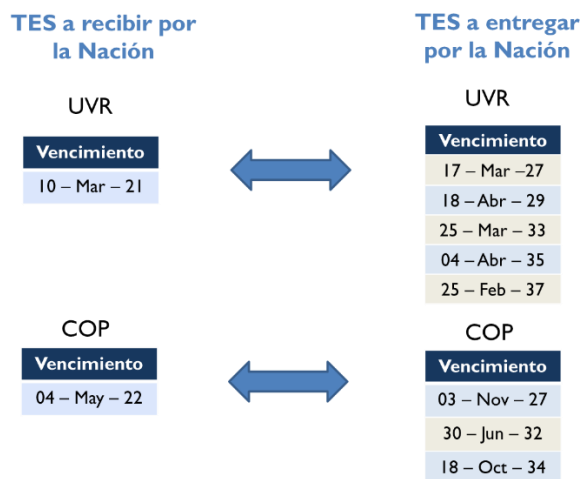 TES a recibir por
la Nación
UVR
Vencimiento
10 – Mar – 21
COP
Vencimiento
04 – May – 22
TES a entregar
por la Nación
UVR
Vencimiento
17 – Mar –27
18 – Abr – 29
25 – Mar – 33
04 – Abr – 35
25 – Feb – 37
COP
Vencimiento
03 – Nov – 27
30 – Jun – 32
18 – Oct – 34